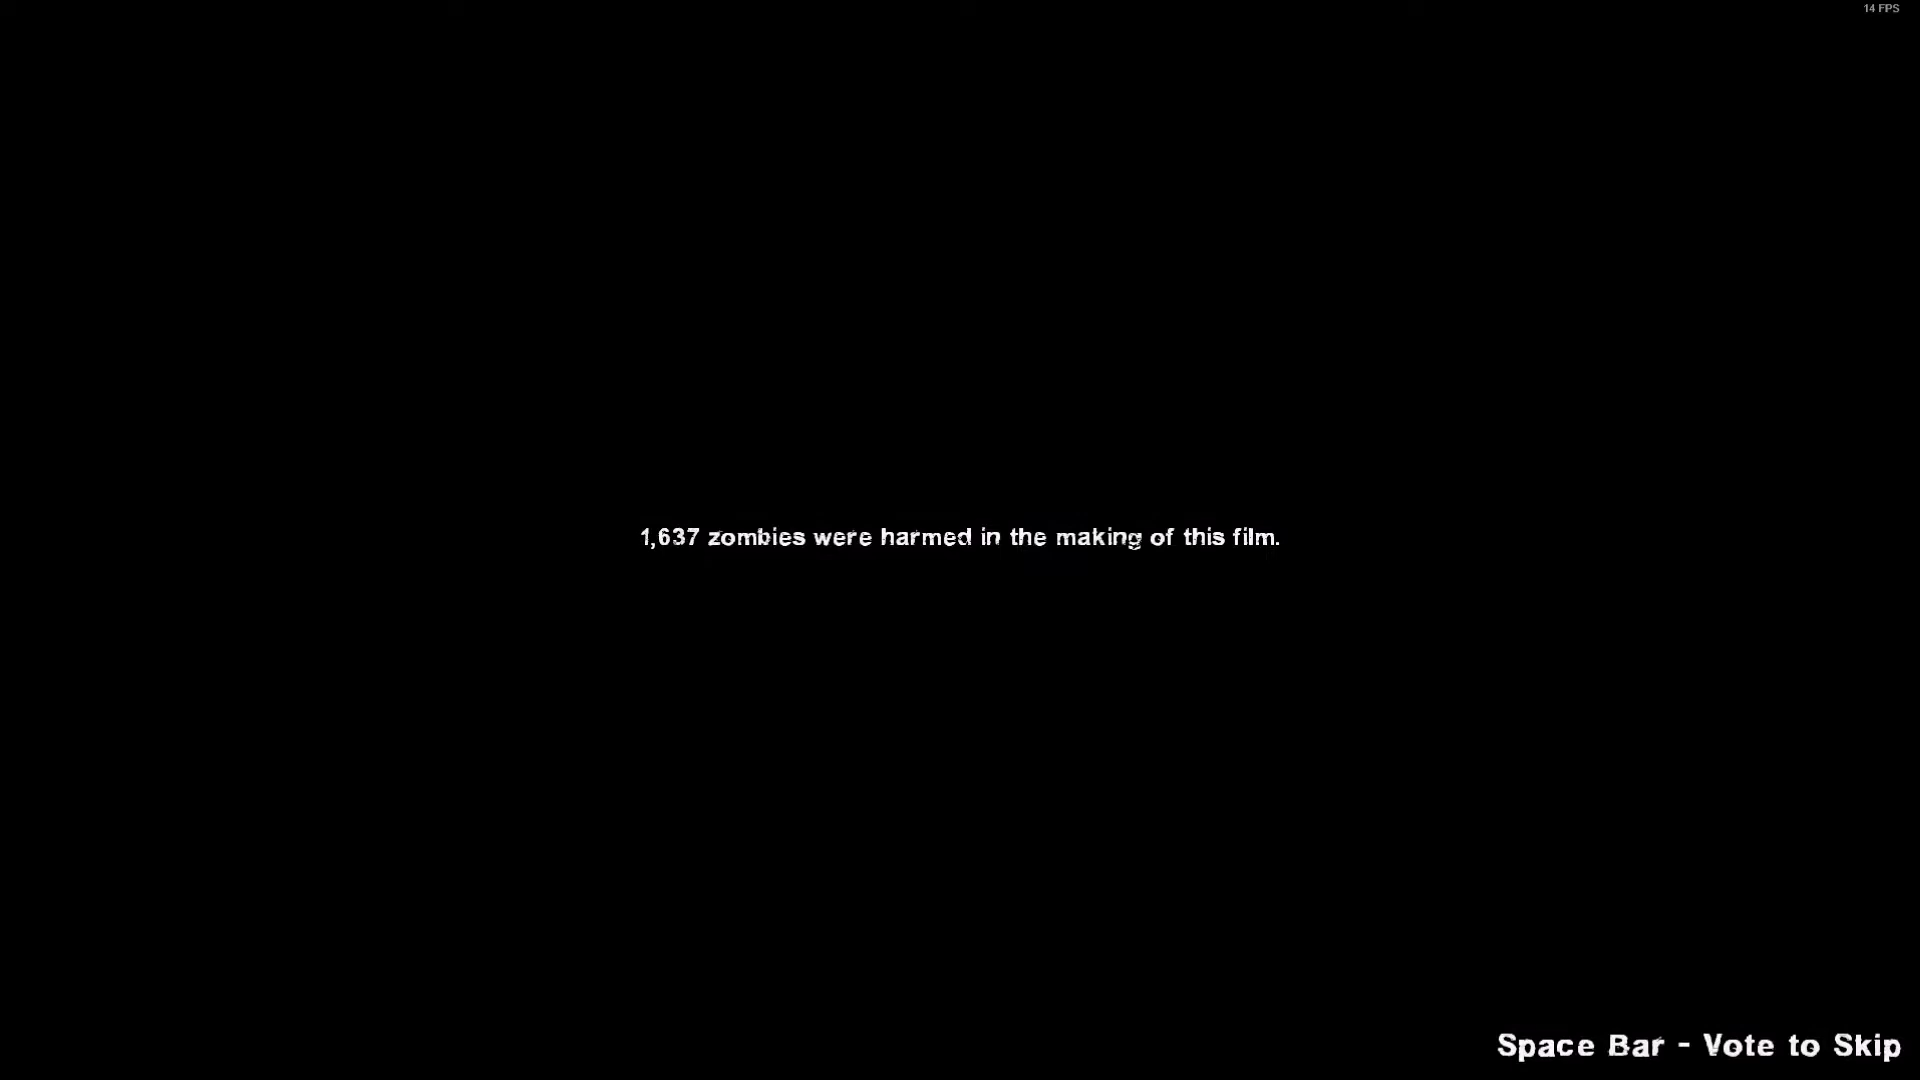 14 FPS
1,637 zombies were harmed in the making of this film.
Space Bar - Vote to Skip